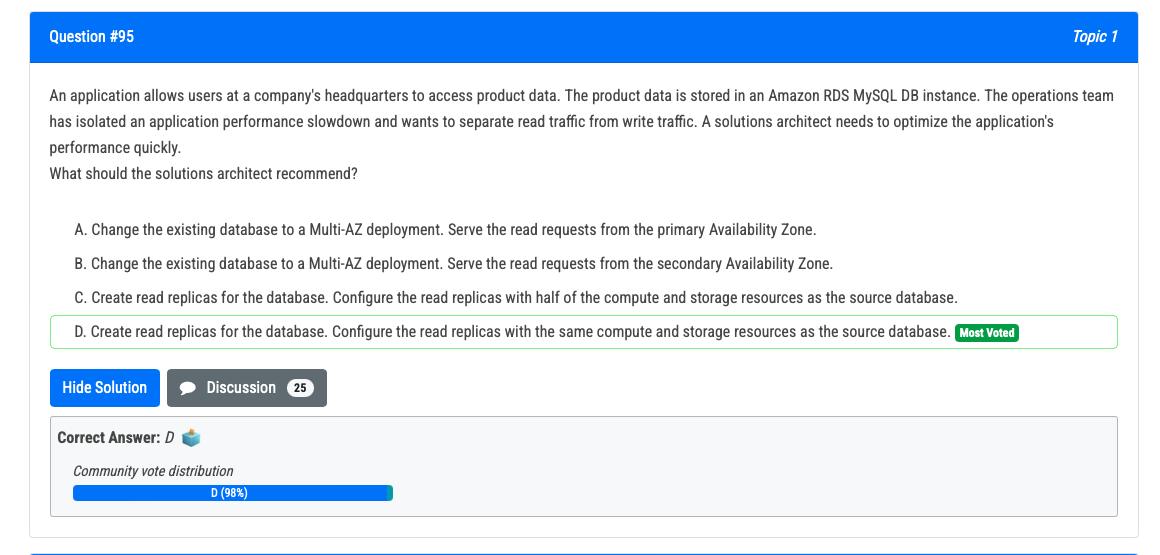 Question #95
Topic 1
An application allows users at a company's headquarters to access product data. The product data is stored in an Amazon RDS MySQL DB instance. The operations team
has isolated an application performance slowdown and wants to separate read traffic from write traffic. A solutions architect needs to optimize the application's
performance quickly.
What should the solutions architect recommend?
A. Change the existing database to a Multi-AZ deployment. Serve the read requests from the primary Availability Zone.
B. Change the existing database to a Multi-AZ deployment. Serve the read requests from the secondary Availability Zone.
C. Create read replicas for the database. Configure the read replicas with half of the compute and storage resources as the source database.
D. Create read replicas for the database. Configure the read replicas with the same compute and storage resources as the source database. Most Voted
Hide Solution
Discussion 25
Correct Answer: D
Community vote distribution
D (98%)